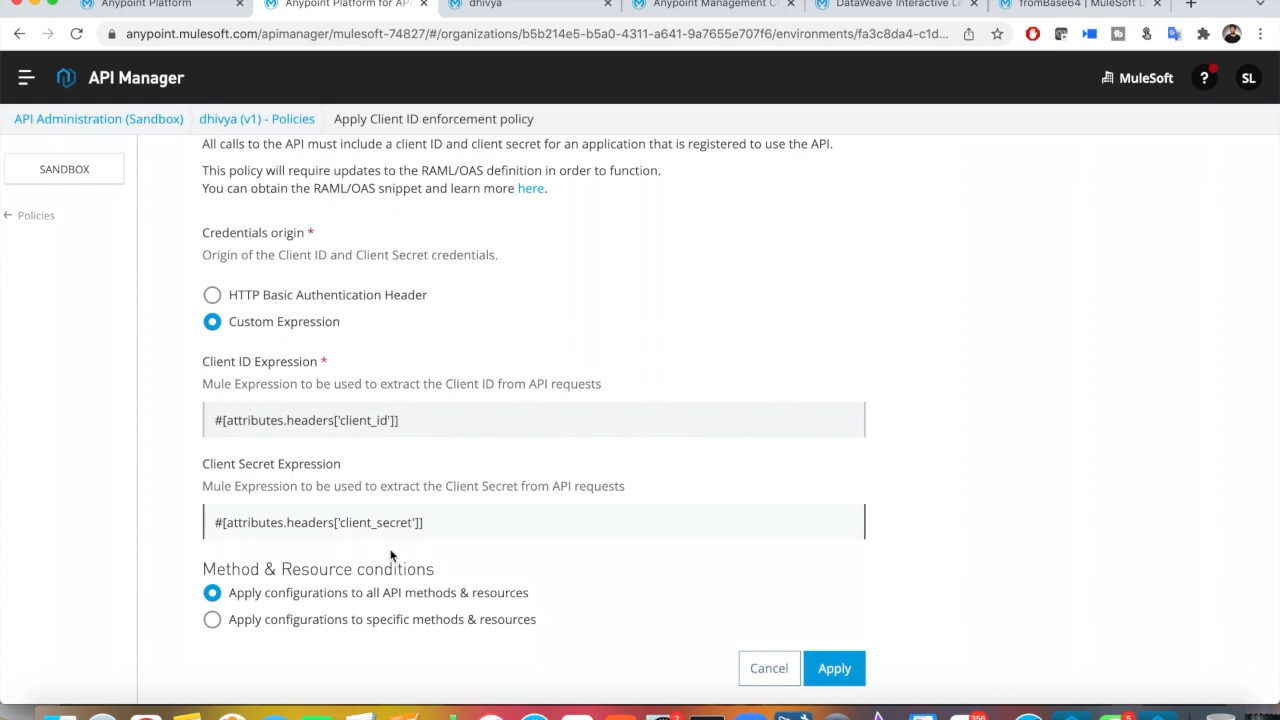 Anypoint Platform
Anypoint Platform for AP
dhivya
Anypoint Management C
DataWeave Interactive Le
fromBase64 | MuleSoft D
anypoint.mulesoft.com/apimanager/mulesoft-74827/#/organizations/b5b214e5-b5a0-4311-a641-9a7655e707f6/environments/fa3c8da4-c1d...
API Manager
MuleSoft
?
SL
API Administration (Sandbox)
dhivya (v1) - Policies
Apply Client ID enforcement policy
SANDBOX
Policies
All calls to the API must include a client ID and client secret for an application that is registered to use the API.
This policy will require updates to the RAML/OAS definition in order to function.
You can obtain the RAML/OAS snippet and learn more here.
Credentials origin *
Origin of the Client ID and Client Secret credentials.
HTTP Basic Authentication Header
Custom Expression
Client ID Expression *
Mule Expression to be used to extract the Client ID from API requests
#[attributes.headers['client_id']]
Client Secret Expression
Mule Expression to be used to extract the Client Secret from API requests
#[attributes.headers['client_secret']]
Method & Resource conditions
Apply configurations to all API methods & resources
Apply configurations to specific methods & resources
Cancel
Apply
2
356
5